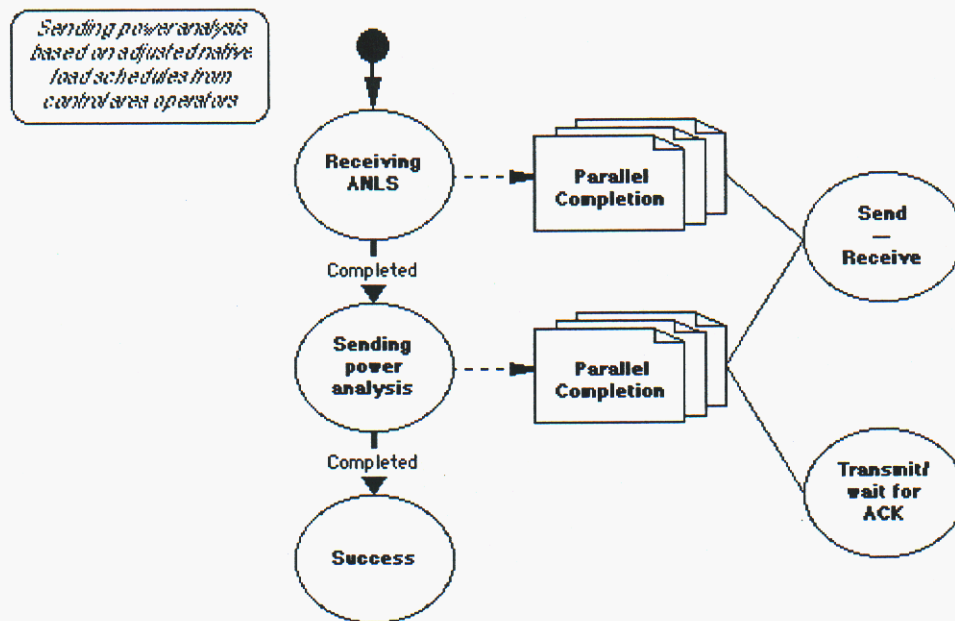 Sending power analysis
based on adjusted native
load schedules from
control area operators
Receiving
ANLS
Parallel
Completion
Send
—
Receive
Completed
Sending
power
analysis
Parallel
Completion
Completed
Transmit/
wait for
ACK
Success